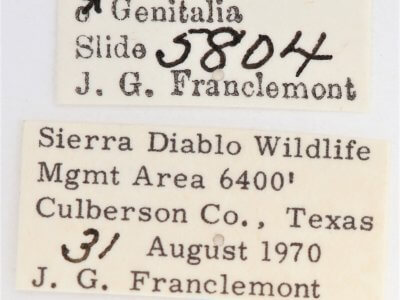 ♂ Genitalia
Slide 5804
J. G. Franclemont
Sierra Diablo Wildlife
Mgmt Area 6400'
Culberson Co., Texas
31 August 1970
J. G. Franclemont